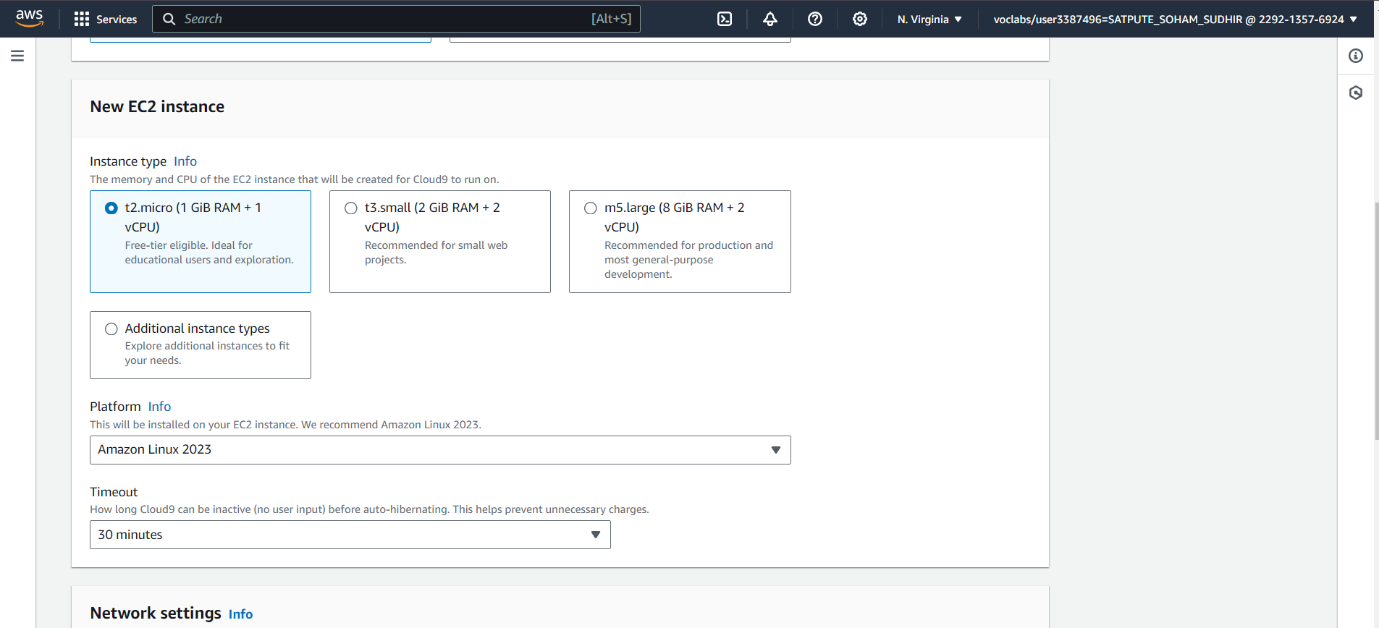 aws
Services
Search
[Alt+S]
N. Virginia
voclabs/user3387496=SATPUTE_SOHAM_SUDHIR @ 2292-1357-6924
New EC2 instance
Instance type Info
The memory and CPU of the EC2 instance that will be created for Cloud9 to run on.
t2.micro (1 GiB RAM + 1
vCPU)
Free-tier eligible. Ideal for
educational users and exploration.
t3.small (2 GiB RAM + 2
vCPU)
Recommended for small web
projects.
m5.large (8 GiB RAM + 2
vCPU)
Recommended for production and
most general-purpose
development.
Additional instance types
Explore additional instances to fit
your needs.
Platform Info
This will be installed on your EC2 instance. We recommend Amazon Linux 2023.
Amazon Linux 2023
Timeout
How long Cloud9 can be inactive (no user input) before auto-hibernating. This helps prevent unnecessary charges.
30 minutes
Network settings Info